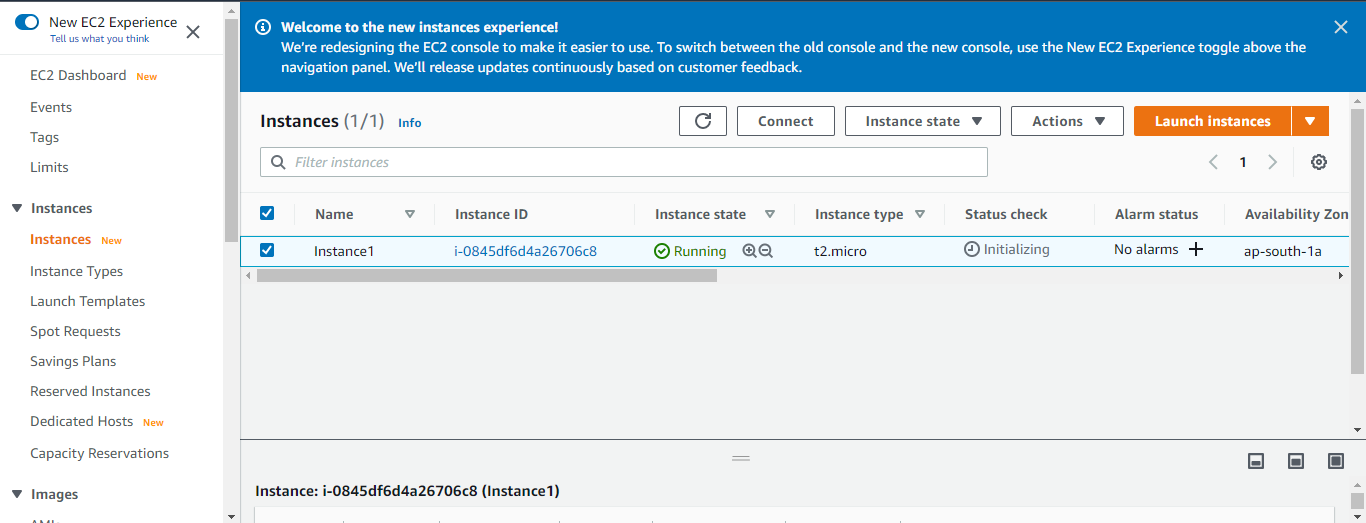 New EC2 Experience
Tell us what you think
EC2 Dashboard New
Events
Tags
Limits
Instances
Instances New
Instance Types
Launch Templates
Spot Requests
Savings Plans
Reserved Instances
Dedicated Hosts New
Capacity Reservations
Images
Welcome to the new instances experience!
We're redesigning the EC2 console to make it easier to use. To switch between the old console and the new console, use the New EC2 Experience toggle above the
navigation panel. We'll release updates continuously based on customer feedback.
Instances (1/1) Info
Connect
Instance state
Actions
Launch instances
Filter instances
1
Name Instance ID Instance state Instance type Status check Alarm status Availability Zon
Instance1 i-0845df6d4a26706c8 Running t2.micro Initializing No alarms ap-south-1a
Instance: i-0845df6d4a26706c8 (Instance1)